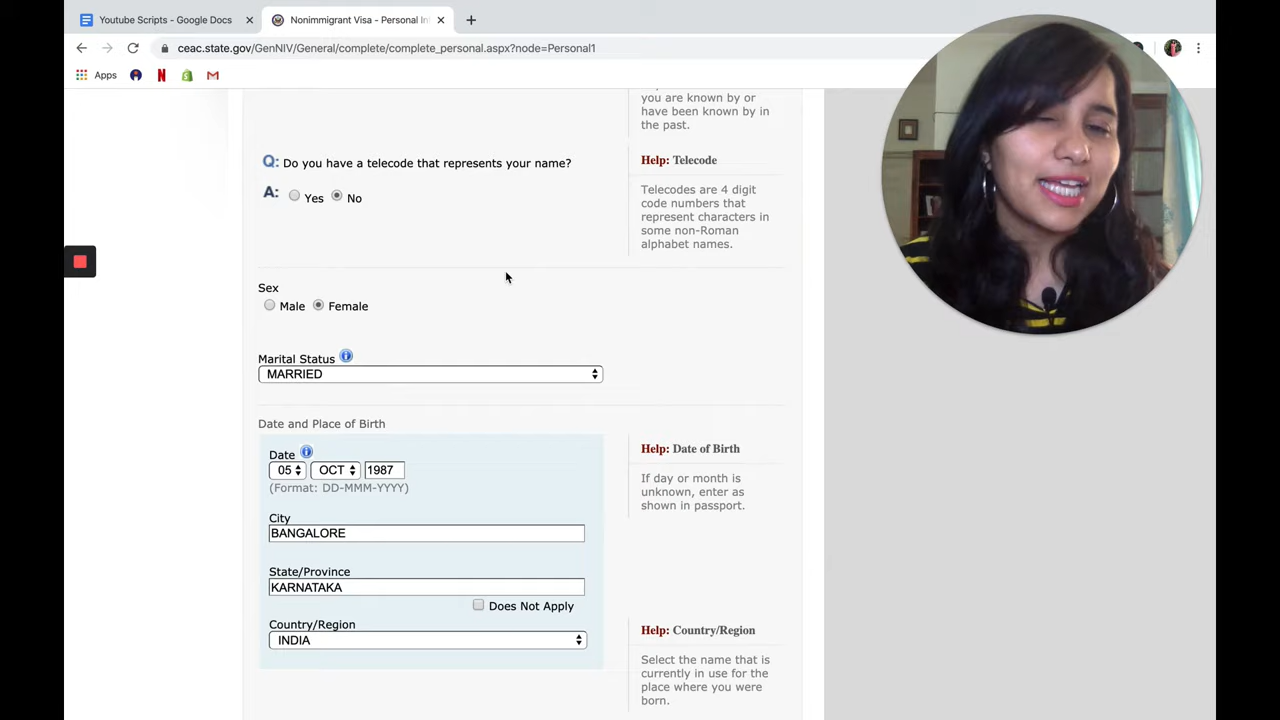 Youtube Scripts - Google Docs
Nonimmigrant Visa - Personal In
ceac.state.gov/GenNIV/General/complete/complete_personal.aspx?node=Personal1
Apps
you are known by or
have been known by in
the past.
Q: Do you have a telecode that represents your name?
Help: Telecode
A: Yes No
Telecodes are 4 digit
code numbers that
represent characters in
some non-Roman
alphabet names.
Sex
Male Female
Marital Status
MARRIED
Date and Place of Birth
Date
05 OCT 1987
(Format: DD-MMM-YYYY)
Help: Date of Birth
If day or month is
unknown, enter as
shown in passport.
City
BANGALORE
State/Province
KARNATAKA
Does Not Apply
Country/Region
INDIA
Help: Country/Region
Select the name that is
currently in use for the
place where you were
born.